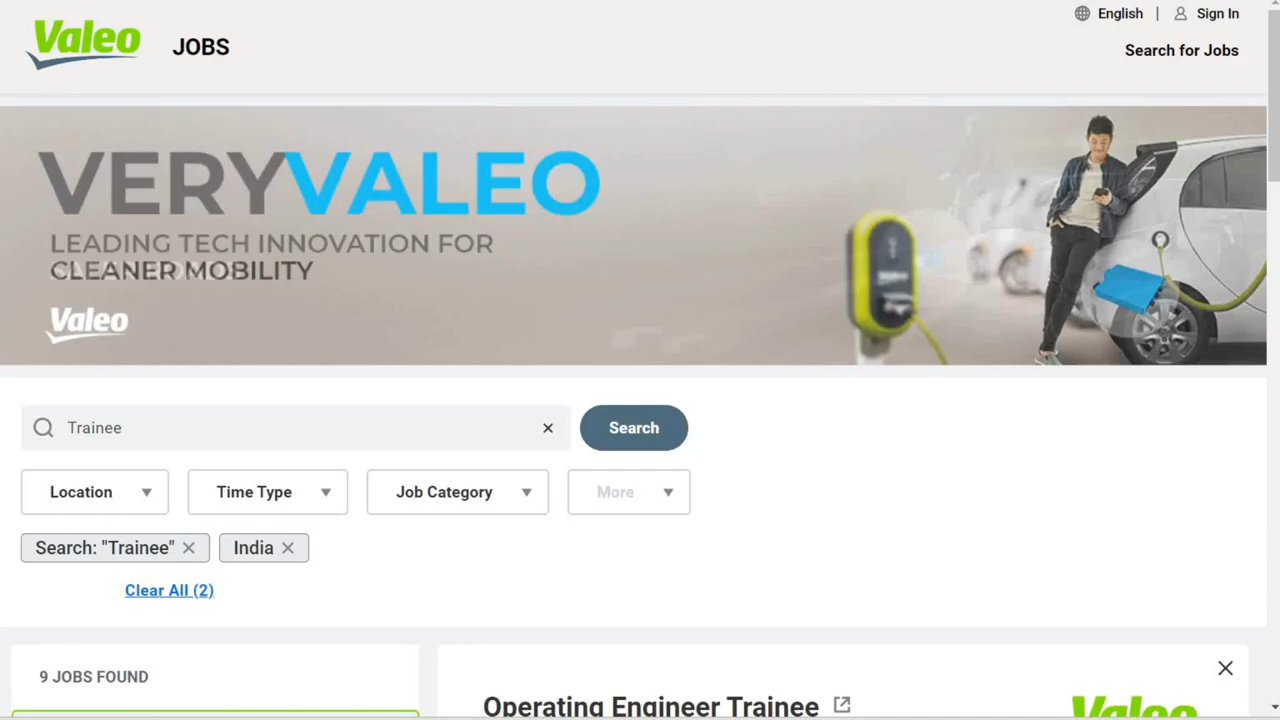 English | Sign In
Valeo
JOBS
Search for Jobs
VERYVALEO
LEADING TECH INNOVATION FOR
CLEANER MOBILITY
Valeo
Trainee
Search
Location
Time Type
Job Category
More
Search: "Trainee"
India
Clear All (2)
9 JOBS FOUND
Operating Engineer Trainee
Valeo